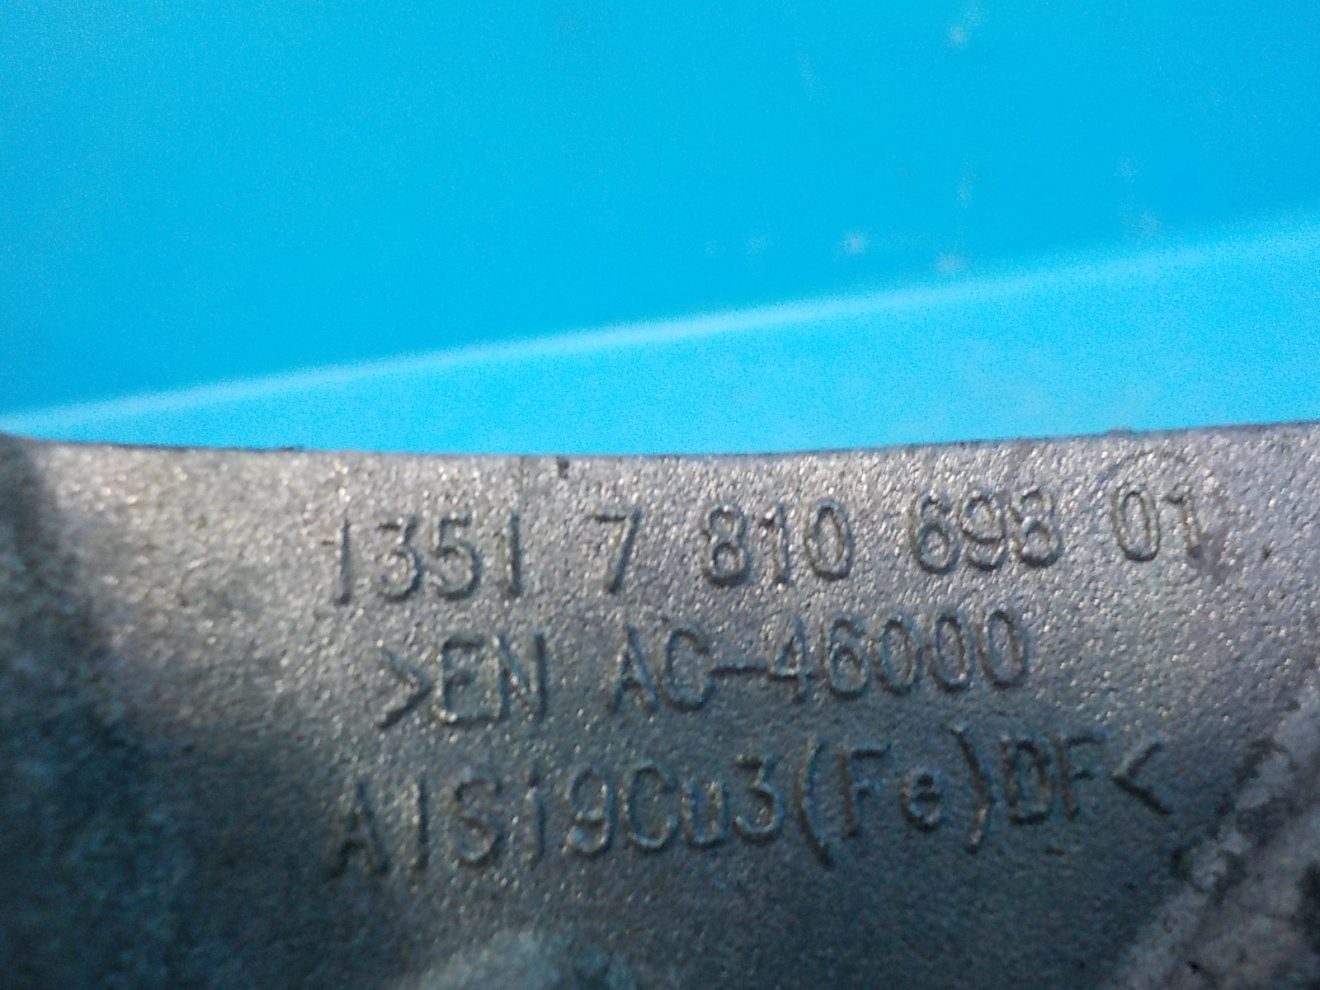 1351 7 810 698 01
>EN AC-46000
AlSi9Cu3(Fe)DF<